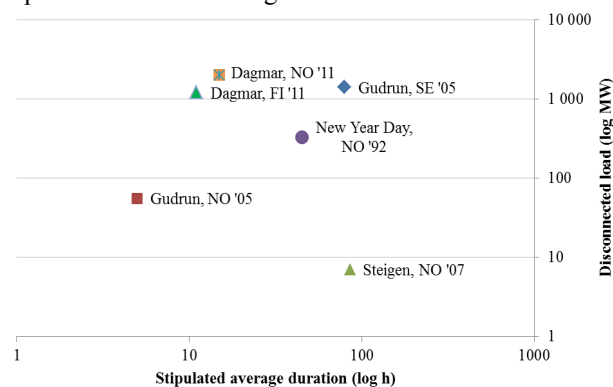 10 000
Dagmar, NO '11
Dagmar, FI '11
Gudrun, SE '05
1 000
New Year Day,
NO '92
100
Gudrun, NO '05
10
Steigen, NO '07
1
1
10
100
1000
Stipulated average duration (log h)
Disconnected load (log MW)